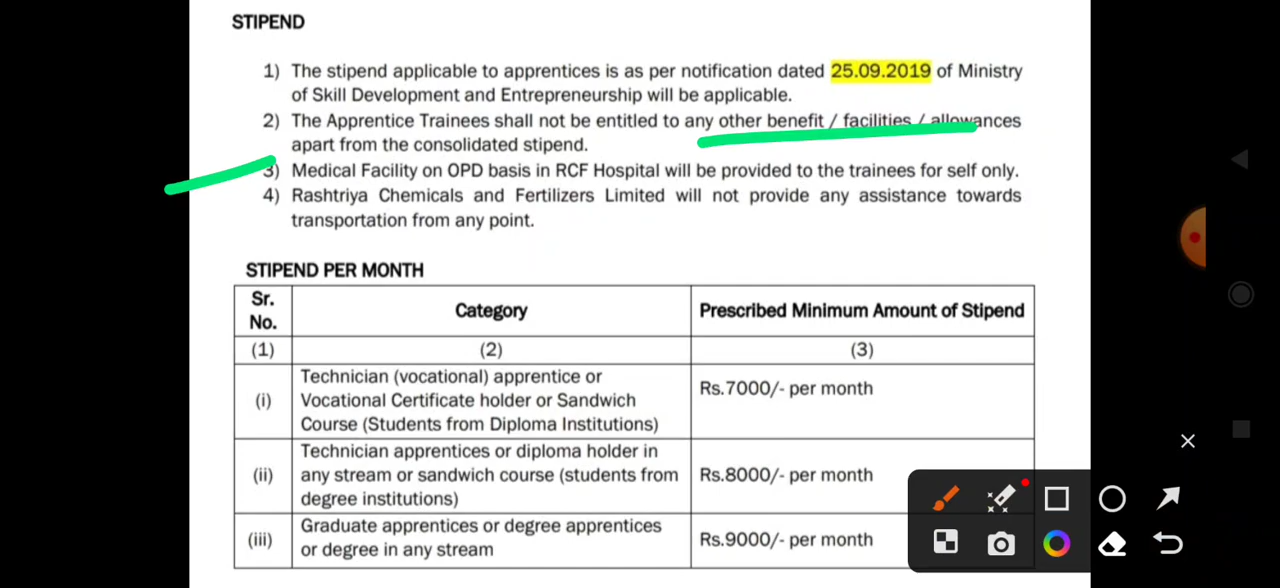 STIPEND
1) The stipend applicable to apprentices is as per notification dated 25.09.2019 of Ministry
of Skill Development and Entrepreneurship will be applicable.
2) The Apprentice Trainees shall not be entitled to any other benefit / facilities / allowances
apart from the consolidated stipend.
3) Medical Facility on OPD basis in RCF Hospital will be provided to the trainees for self only.
4) Rashtriya Chemicals and Fertilizers Limited will not provide any assistance towards
transportation from any point.
STIPEND PER MONTH
Sr. No. Category Prescribed Minimum Amount of Stipend
(1) (2) (3)
(i) Technician (vocational) apprentice or
Vocational Certificate holder or Sandwich
Course (Students from Diploma Institutions) Rs.7000/- per month
(ii) Technician apprentices or diploma holder in
any stream or sandwich course (students from
degree institutions) Rs.8000/- per month
(iii) Graduate apprentices or degree apprentices
or degree in any stream Rs.9000/- per month